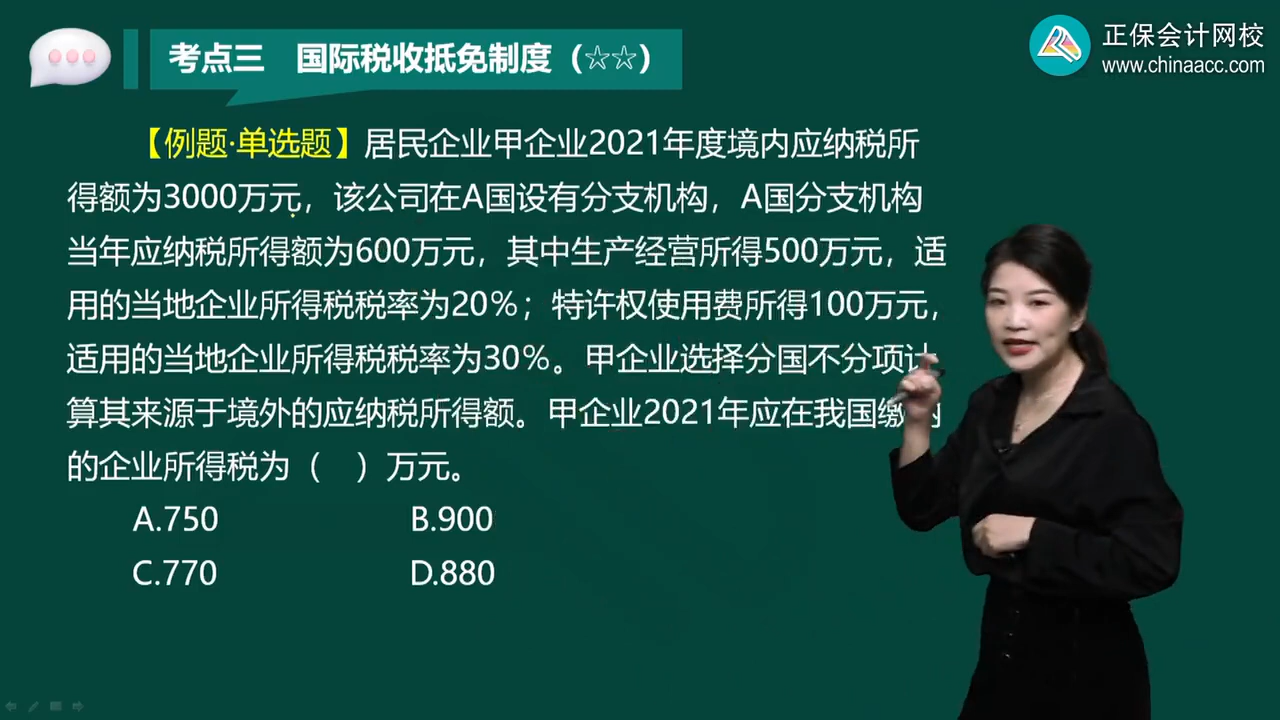 考点三 国际税收抵免制度（☆☆）
正保会计网校
www.chinaacc.com
【例题·单选题】居民企业甲企业2021年度境内应纳税所
得额为3000万元，该公司在A国设有分支机构，A国分支机构
当年应纳税所得额为600万元，其中生产经营所得500万元，适
用的当地企业所得税税率为20%；特许权使用费所得100万元，
适用的当地企业所得税税率为30%。甲企业选择分国不分项计
算其来源于境外的应纳税所得额。甲企业2021年应在我国缴纳
的企业所得税为（ ）万元。
A.750 B.900
C.770 D.880